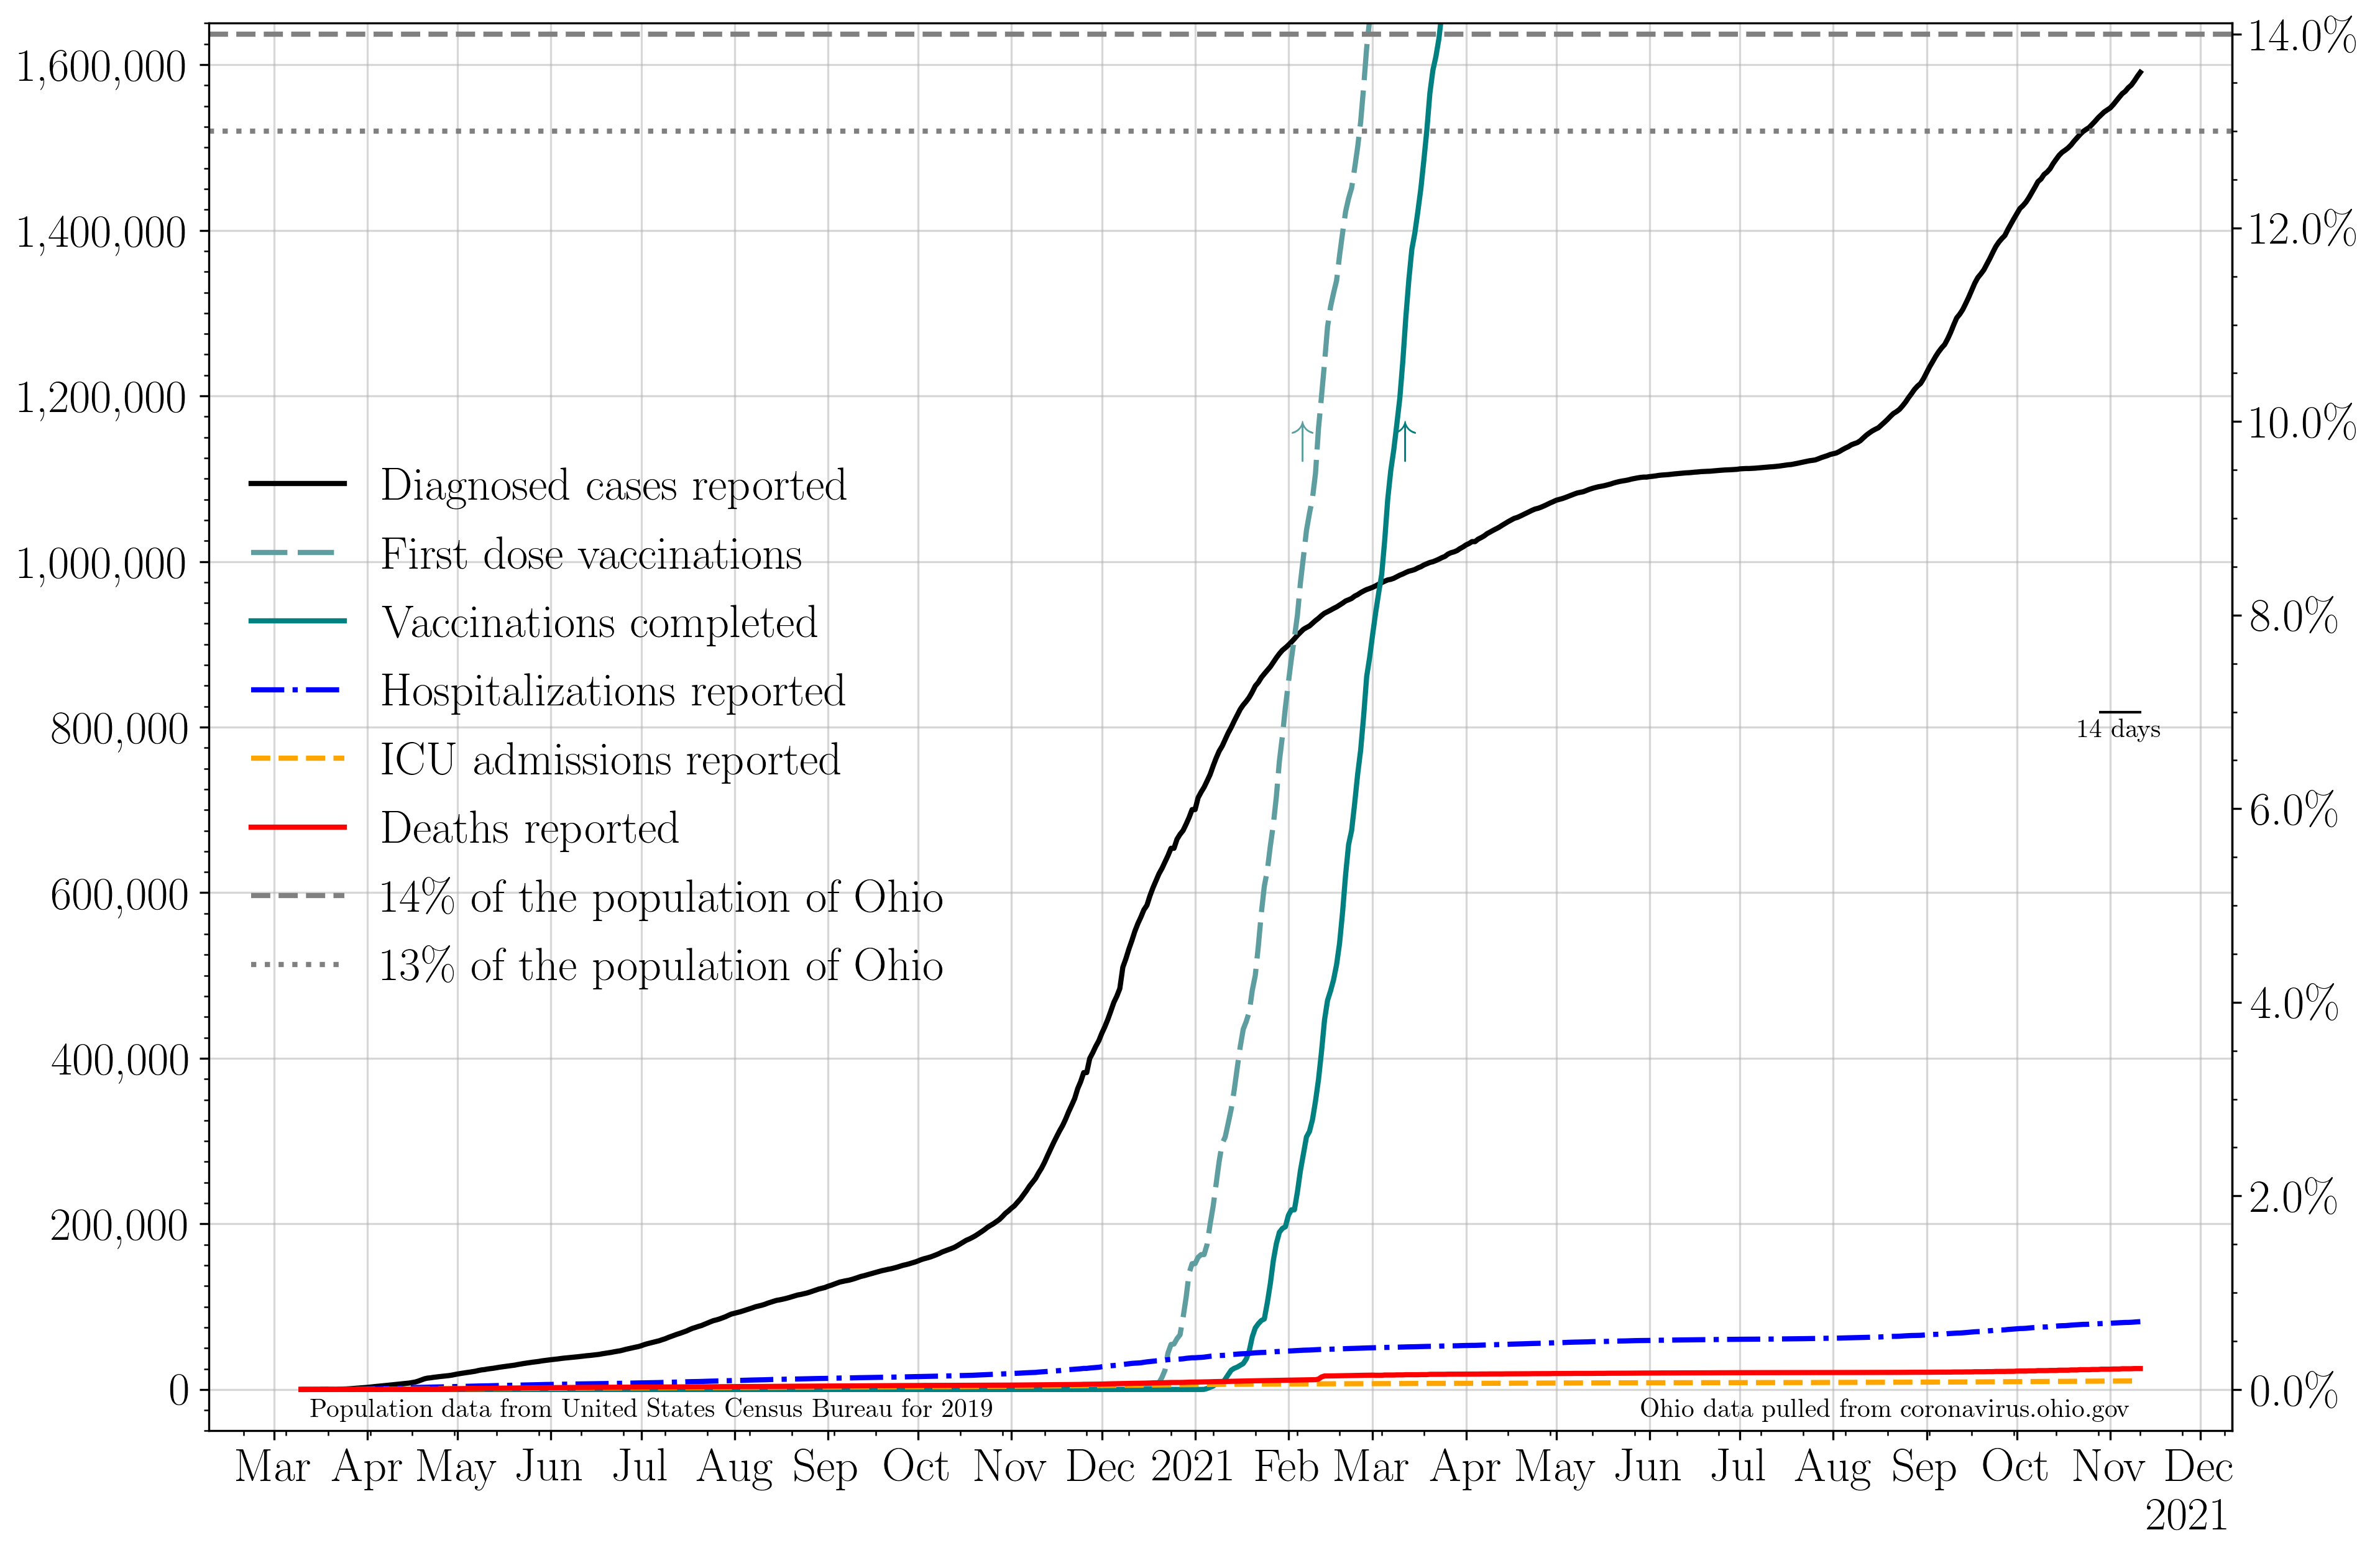 1,600,000
1,400,000
1,200,000
1,000,000
800,000
600,000
400,000
200,000
0
14.0%
12.0%
10.0%
8.0%
6.0%
4.0%
2.0%
0.0%
↑ ↑
Diagnosed cases reported
First dose vaccinations
Vaccinations completed
Hospitalizations reported
ICU admissions reported
Deaths reported
14% of the population of Ohio
13% of the population of Ohio
14 days
Population data from United States Census Bureau for 2019
Ohio data pulled from coronavirus.ohio.gov
Mar Apr May Jun Jul Aug Sep Oct Nov Dec 2021 Feb Mar Apr May Jun Jul Aug Sep Oct Nov Dec
2021